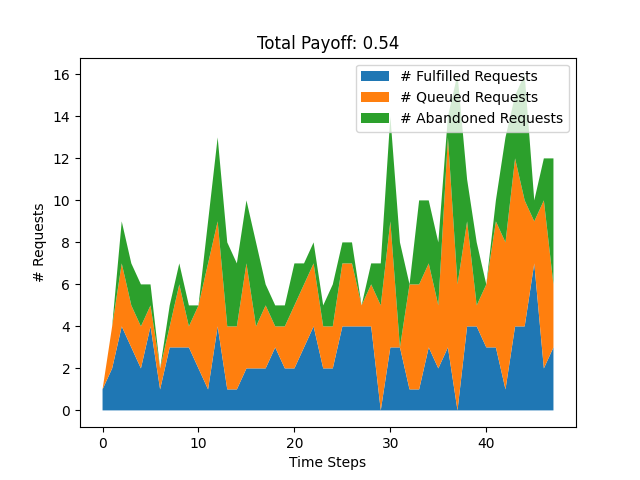 Total Payoff: 0.54
# Fulfilled Requests
# Queued Requests
# Abandoned Requests
16
14
12
10
8
6
4
2
0
# Requests
0
10
20
30
40
Time Steps